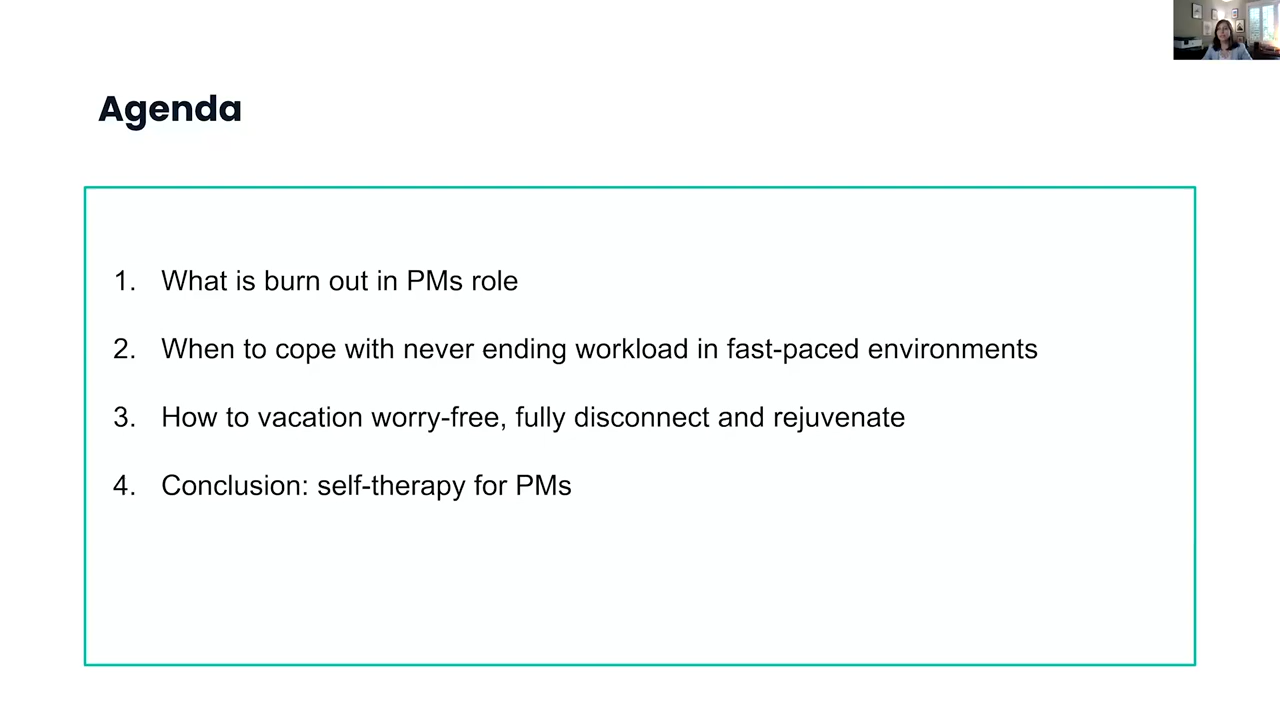 Agenda
1. What is burn out in PMs role
2. When to cope with never ending workload in fast-paced environments
3. How to vacation worry-free, fully disconnect and rejuvenate
4. Conclusion: self-therapy for PMs